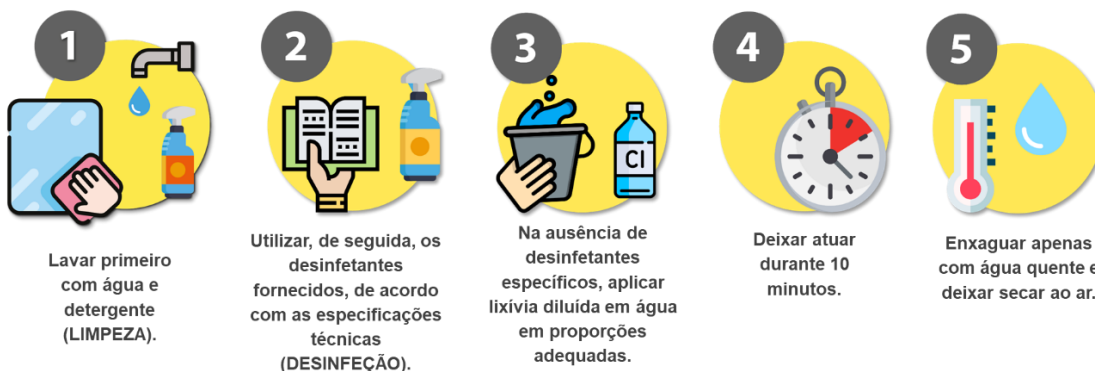 1
Lavar primeiro
com água e
detergente
(LIMPEZA).
2
Utilizar, de seguida, os
desinfetantes
fornecidos, de acordo
com as especificações
técnicas
(DESINFEÇÃO).
3
Cl
Na ausência de
desinfetantes
específicos, aplicar
lixívia diluída em água
em proporções
adequadas.
4
Deixar atuar
durante 10
minutos.
5
Enxaguar apenas
com água quente e
deixar secar ao ar.